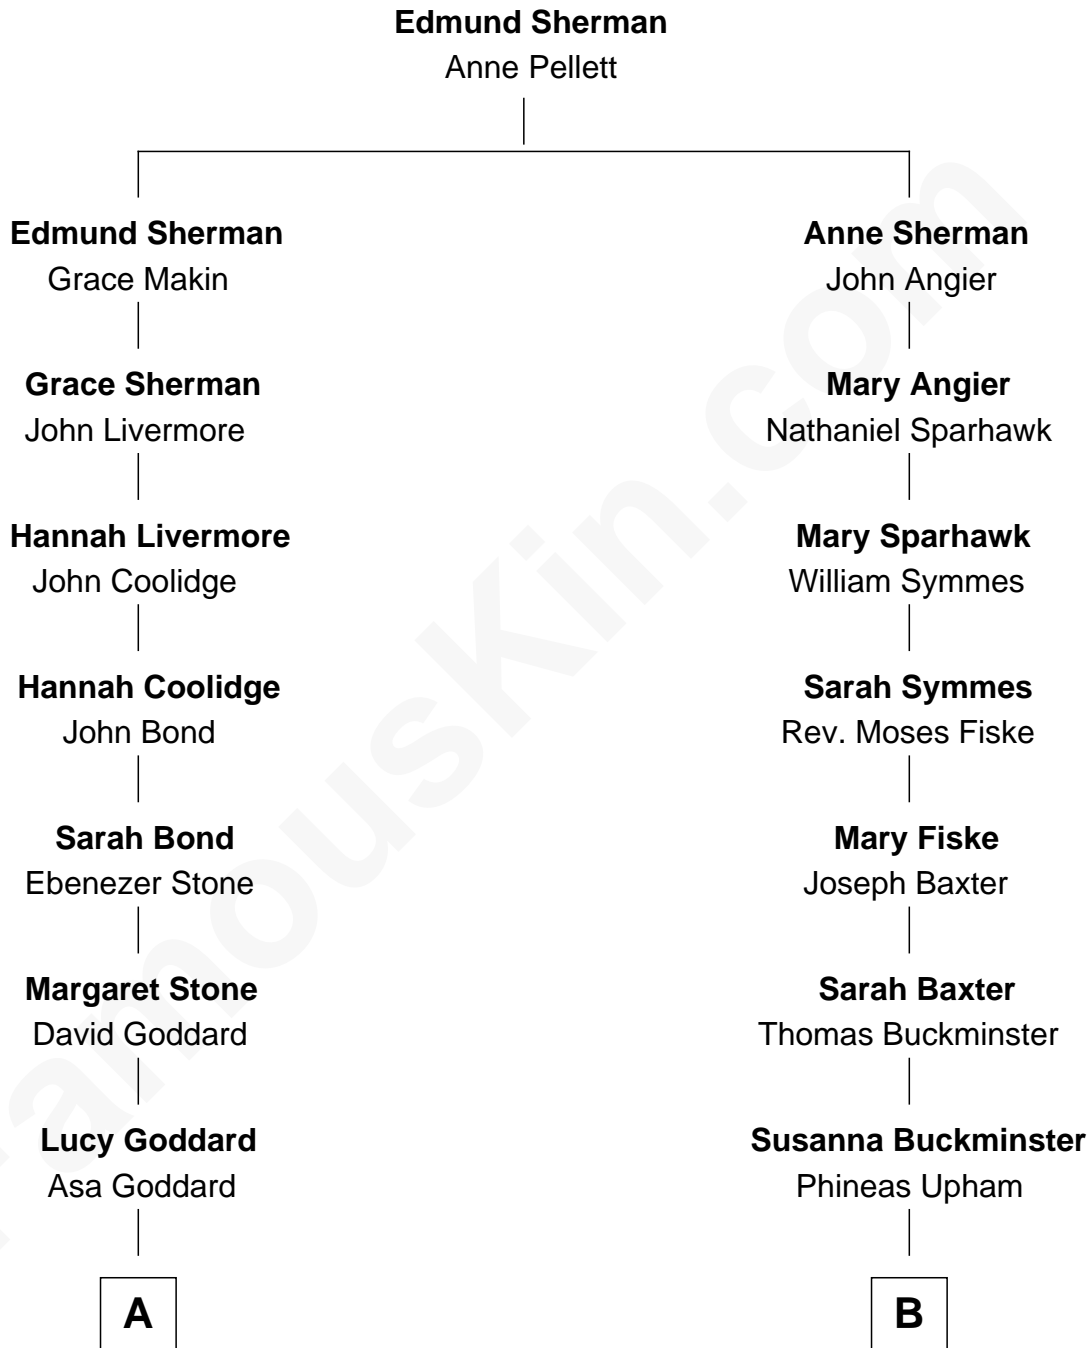 Edmund Sherman
Anne Pellett
Edmund Sherman
Grace Makin
Anne Sherman
John Angier
Grace Sherman
John Livermore
Mary Angier
Nathaniel Sparhawk
Hannah Livermore
John Coolidge
Mary Sparhawk
William Symmes
Hannah Coolidge
John Bond
Sarah Symmes
Rev. Moses Fiske
Sarah Bond
Ebenezer Stone
Mary Fiske
Joseph Baxter
Margaret Stone
David Goddard
Sarah Baxter
Thomas Buckminster
Lucy Goddard
Asa Goddard
Susanna Buckminster
Phineas Upham
A
B
FamousKin.com